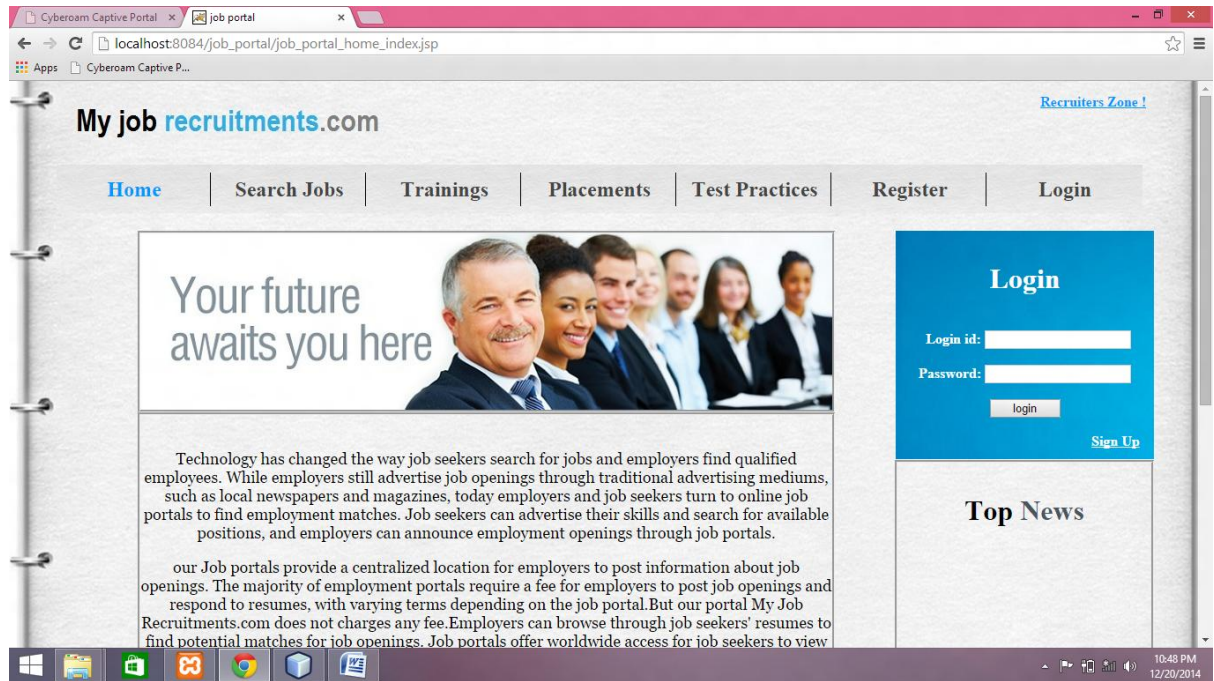 Cyberoam Captive Portal
job portal
localhost:8084/job_portal/job_portal_home_index.jsp
Apps
Cyberoam Captive P...
Recruiters Zone !
My job recruitments.com
Home
Search Jobs
Trainings
Placements
Test Practices
Register
Login
Your future
awaits you here
Technology has changed the way job seekers search for jobs and employers find qualified
employees. While employers still advertise job openings through traditional advertising mediums,
such as local newspapers and magazines, today employers and job seekers turn to online job
portals to find employment matches. Job seekers can advertise their skills and search for available
positions, and employers can announce employment openings through job portals.
our Job portals provide a centralized location for employers to post information about job
openings. The majority of employment portals require a fee for employers to post job openings and
respond to resumes, with varying terms depending on the job portal.But our portal My Job
Recruitments.com does not charges any fee.Employers can browse through job seekers' resumes to
find potential matches for job openings. Job portals offer worldwide access for job seekers to view
Login
Login id:
Password:
login
Sign Up
Top News
10:48 PM
12/20/2014